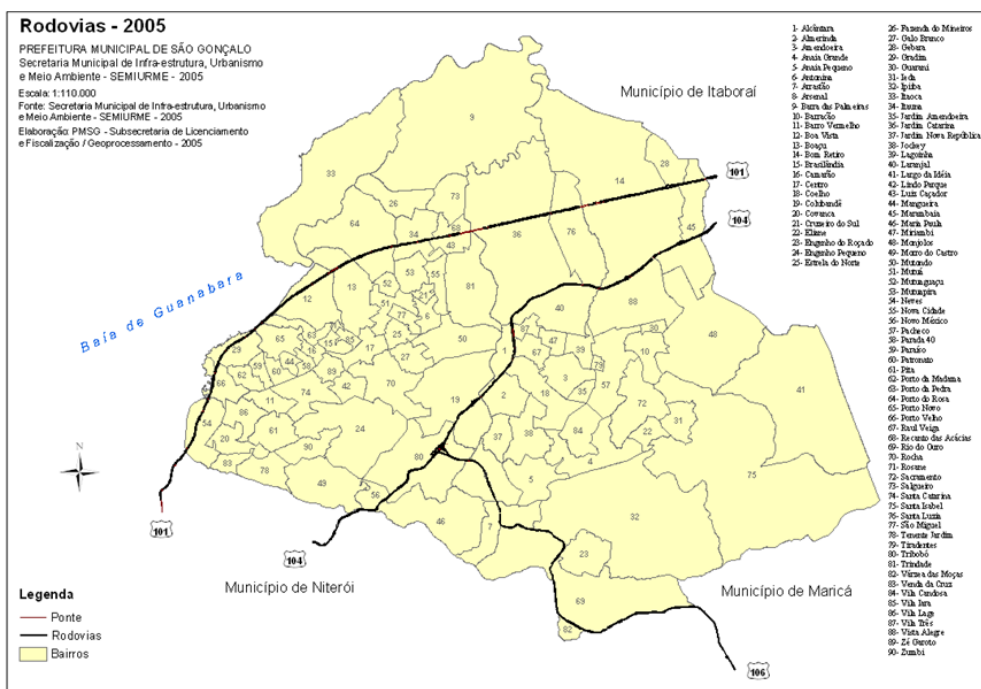 Rodovias - 2005
PREFEITURA MUNICIPAL DE SÃO GONÇALO
Secretaria Municipal de Infra-estrutura, Urbanismo
e Meio Ambiente - SEMIURME - 2005
Escala: 1:110.000
Fonte: Secretaria Municipal de Infra-estrutura, Urbanismo
e Meio Ambiente - SEMIURME - 2005
Elaboração: PMSG - Subsecretaria de Licenciamento
e Fiscalização / Geoprocessamento - 2005
Município de Itaboraí
Baía de Guanabara
Município de Niterói
Município de Maricá
101
104
101
104
106
N
Legenda
Ponte
Rodovias
Bairros
1- Alcântara
2- Almerinda
3- Amendoeira
4- Anaia Grande
5- Anaia Pequeno
6- Antonina
7- Arrastão
8- Arsenal
9- Barra das Palmeiras
10- Barracão
11- Barro Vermelho
12- Boa Vista
13- Boaçu
14- Bom Retiro
15- Brasilândia
16- Camarão
17- Centro
18- Coelho
19- Colubandê
20- Covanca
21- Cruzeiro do Sul
22- Eliane
23- Engenho do Roçado
24- Engenho Pequeno
25- Estrela do Norte
26- Fazenda do Mineiros
27- Galo Branco
28- Gebara
29- Gradim
30- Guarani
31- Ieda
32- Ipiíba
33- Itaoca
34- Itaúna
35- Jardim Amendoeira
36- Jardim Catarina
37- Jardim Nova República
38- Jockey
39- Lagoinha
40- Laranjal
41- Largo da Idéia
42- Lindo Parque
43- Luiz Caçador
44- Mangueira
45- Marambaia
46- Maria Paula
47- Miriambi
48- Monjolos
49- Morro do Castro
50- Mutondo
51- Mutuá
52- Mutuaguaçu
53- Mutuapira
54- Neves
55- Nova Cidade
56- Novo México
57- Pacheco
58- Parada 40
59- Paraíso
60- Patronato
61- Pita
62- Porto da Madama
63- Porto da Pedra
64- Porto do Rosa
65- Porto Novo
66- Porto Velho
67- Raul Veiga
68- Recanto das Acácias
69- Rio do Ouro
70- Rocha
71- Rosane
72- Sacramento
73- Salgueiro
74- Santa Catarina
75- Santa Isabel
76- Santa Luzia
77- São Miguel
78- Tenente Jardim
79- Tiradentes
80- Tribobó
81- Trindade
82- Várzea das Moças
83- Venda da Cruz
84- Vila Candosa
85- Vila Iara
86- Vila Lage
87- Vila Três
88- Vista Alegre
89- Zé Garoto
90- Zumbi